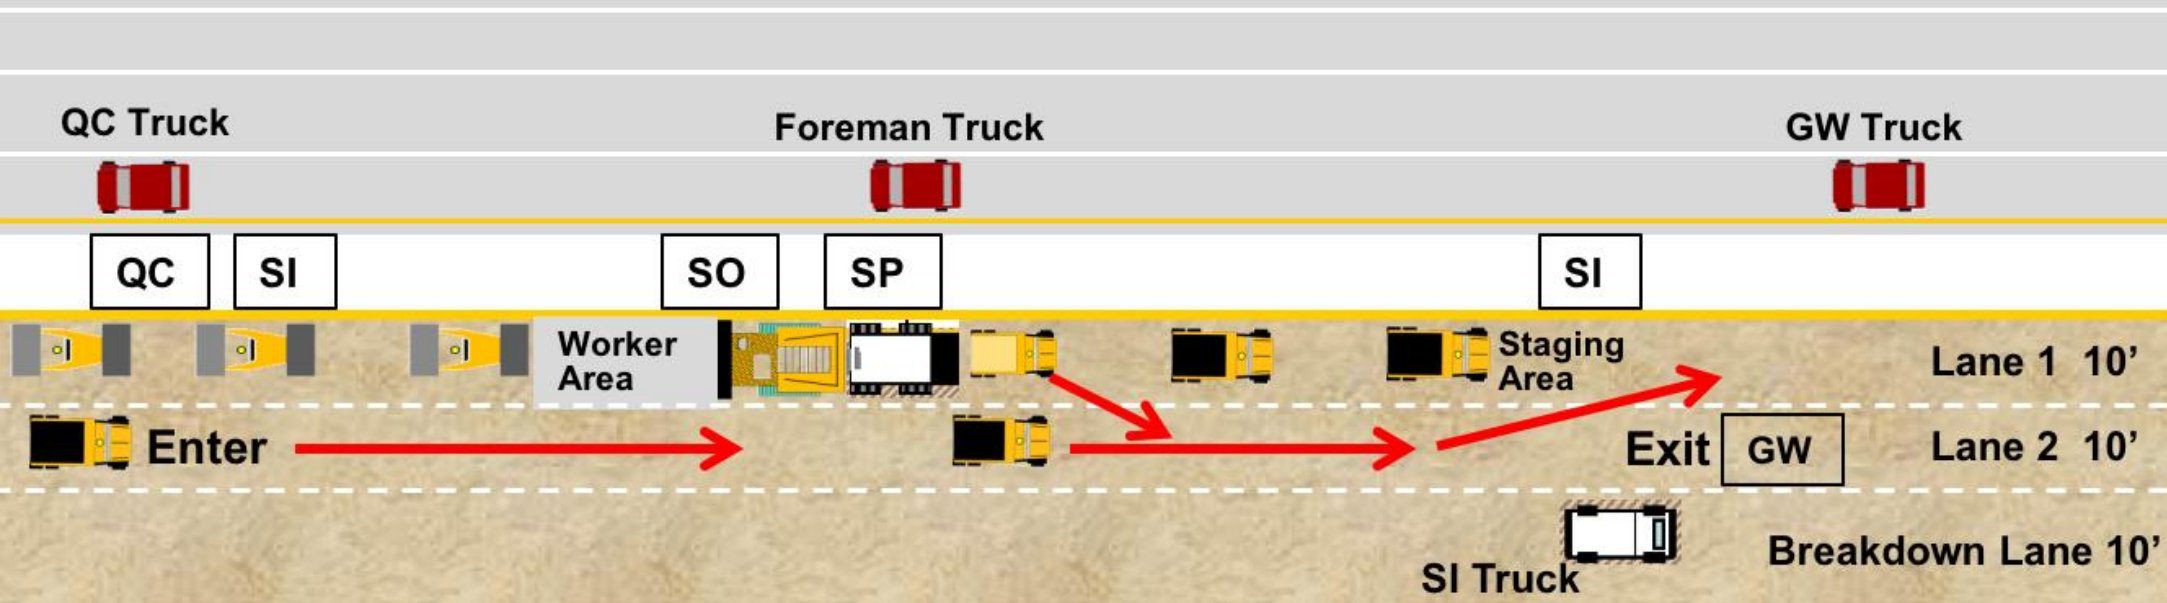 QC Truck
Foreman Truck
GW Truck
QC
SI
SO
SP
SI
Worker
Area
Staging
Area
Lane 1 10’
Enter
Exit
GW
Lane 2 10’
SI Truck
Breakdown Lane 10’